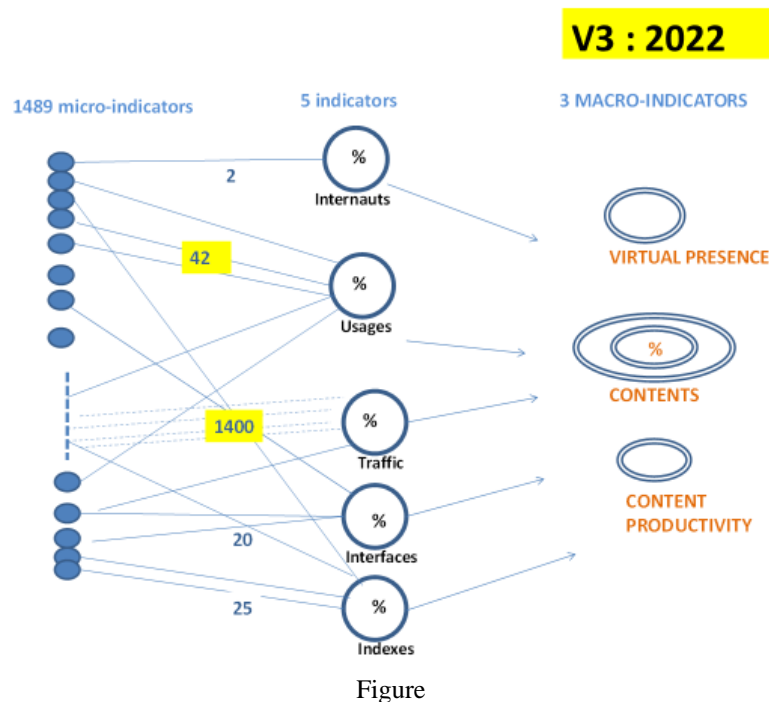 V3 : 2022
1489 micro-indicators
5 indicators
3 MACRO-INDICATORS
%
2
Internauts
VIRTUAL PRESENCE
42
%
Usages
%
CONTENTS
1400
%
Traffic
CONTENT
PRODUCTIVITY
%
20
Interfaces
%
25
Indexes
Figure